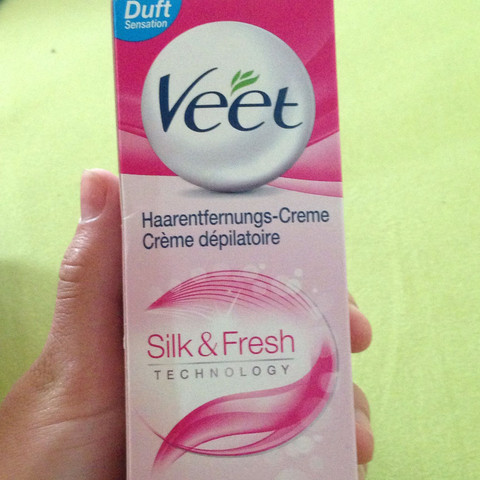 Duft
Sensation
Veet
Haarentfernungs-Creme
Crème dépilatoire
Silk & Fresh
TECHNOLOGY